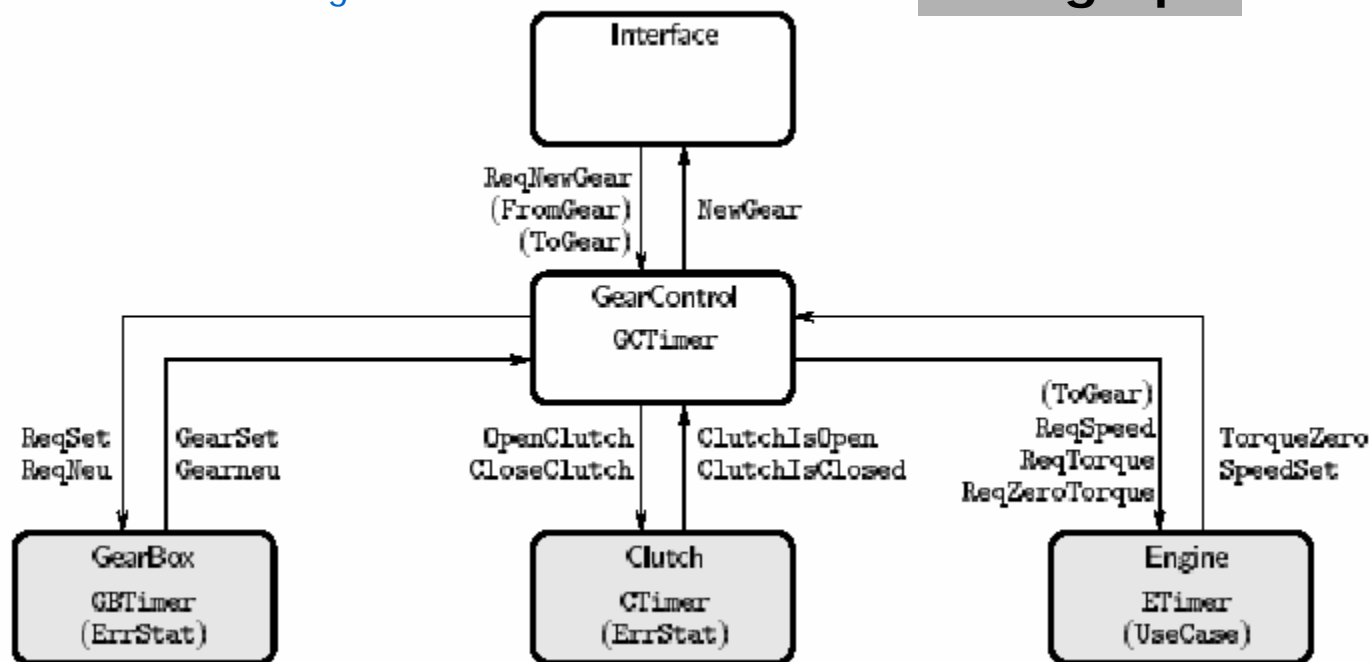 Interface
ReqNewGear
(FromGear)
(ToGear)
NewGear
GearControl
GCTimer
ReqSet
ReqNeu
GearSet
Gearneu
OpenClutch
CloseClutch
ClutchIsOpen
ClutchIsClosed
(ToGear)
ReqSpeed
ReqTorque
ReqZeroTorque
TorqueZero
SpeedSet
GearBox
GBTimer
(ErrStat)
Clutch
CTimer
(ErrStat)
Engine
ETimer
(UseCase)